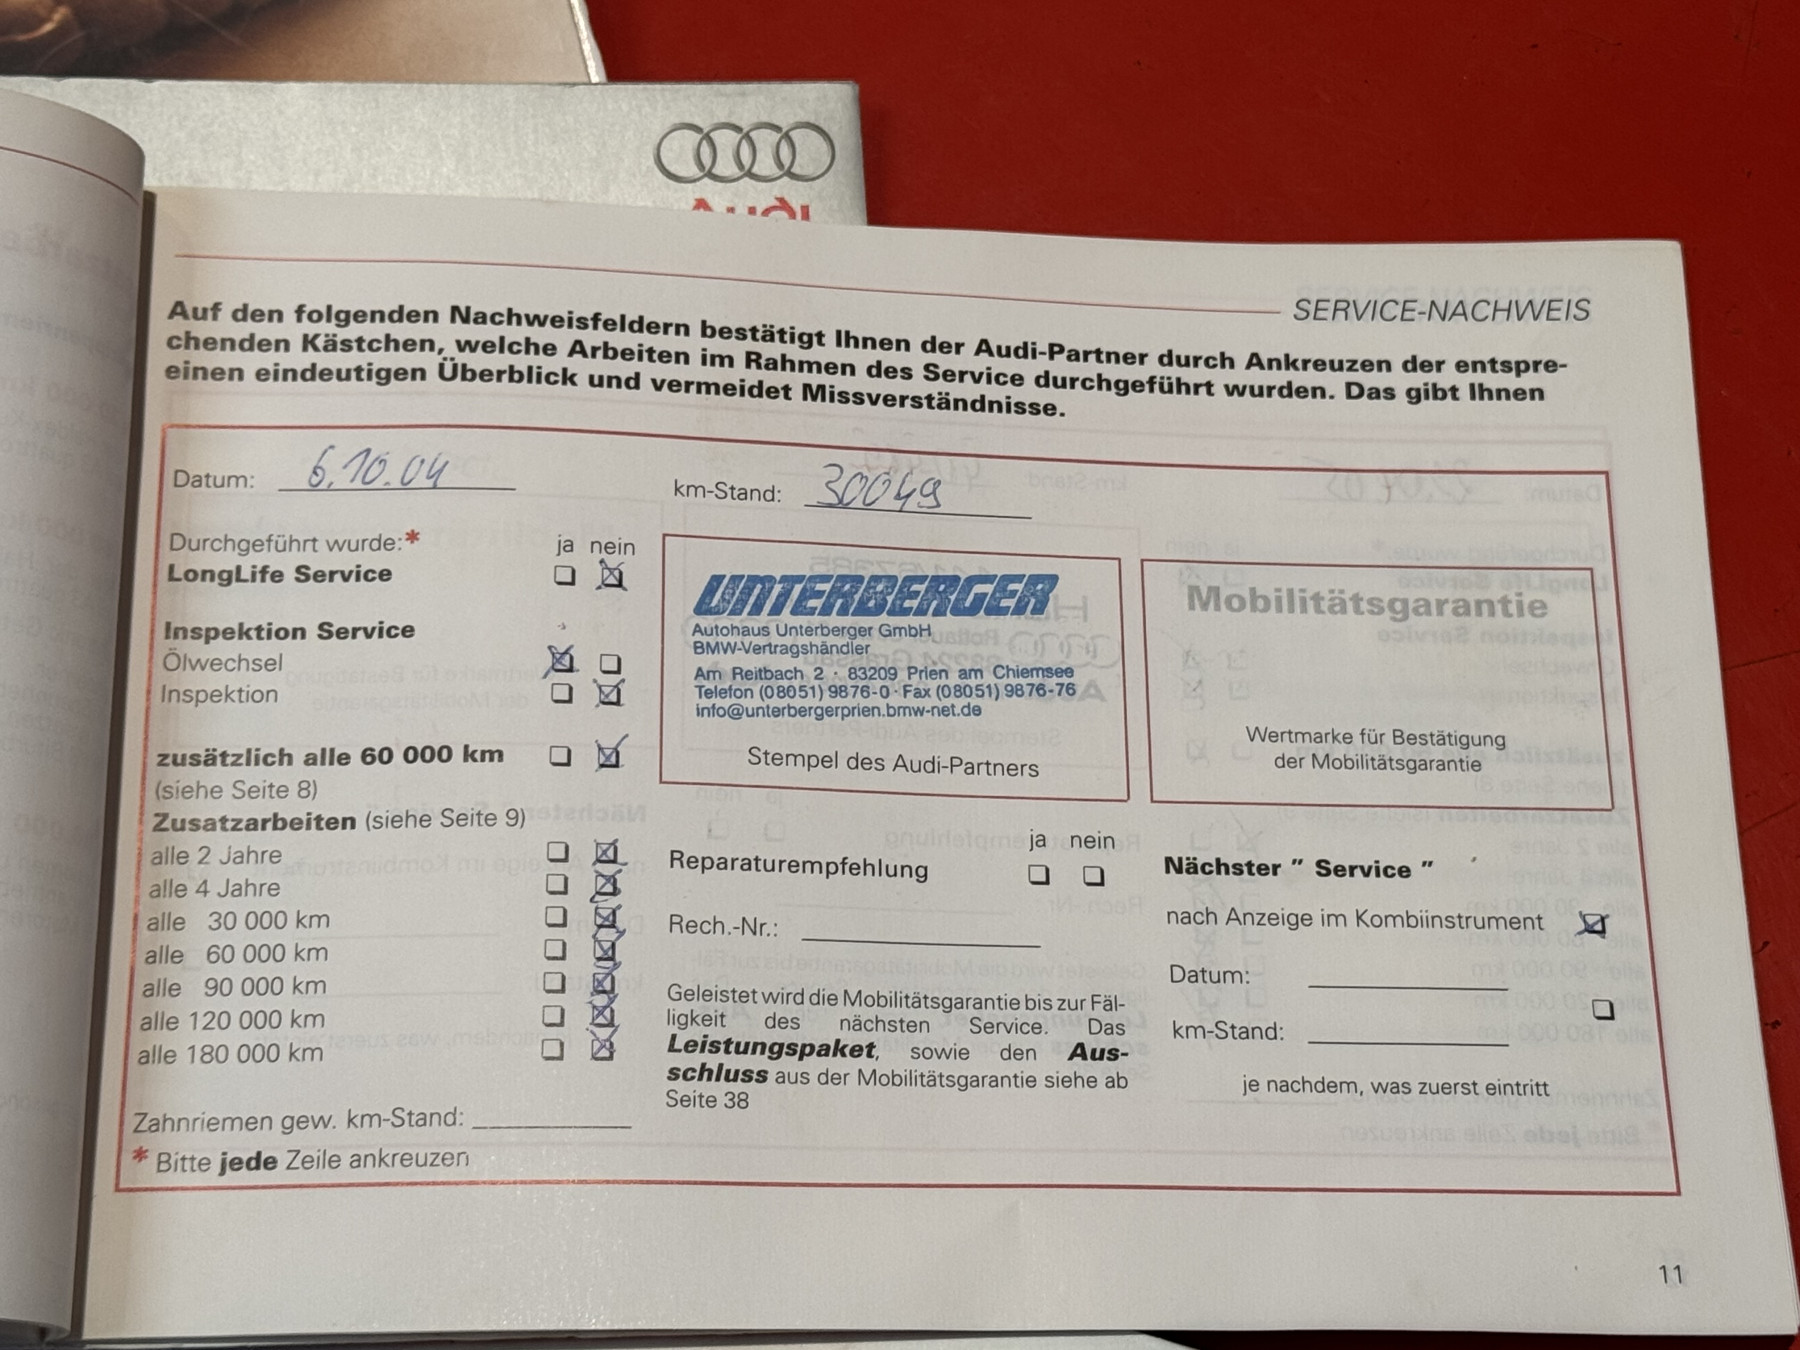 Audi
SERVICE-NACHWEIS
Auf den folgenden Nachweisfeldern bestätigt Ihnen der Audi-Partner durch Ankreuzen der entspre-
chenden Kästchen, welche Arbeiten im Rahmen des Service durchgeführt wurden. Das gibt Ihnen
einen eindeutigen Überblick und vermeidet Missverständnisse.
Datum: 6.10.04
km-Stand: 30049
Durchgeführt wurde:* ja nein
LongLife Service
Inspektion Service
Ölwechsel
Inspektion
zusätzlich alle 60 000 km
(siehe Seite 8)
Zusatzarbeiten (siehe Seite 9)
alle 2 Jahre
alle 4 Jahre
alle 30 000 km
alle 60 000 km
alle 90 000 km
alle 120 000 km
alle 180 000 km
Zahnriemen gew. km-Stand:
* Bitte jede Zeile ankreuzen
UNTERBERGER
Autohaus Unterberger GmbH
BMW-Vertragshändler
Am Reitbach 2 · 83209 Prien am Chiemsee
Telefon (08051) 9876-0 · Fax (08051) 9876-76
info@unterbergerprien.bmw-net.de
Stempel des Audi-Partners
Mobilitätsgarantie
Wertmarke für Bestätigung
der Mobilitätsgarantie
ja nein
Reparaturempfehlung
Rech.-Nr.:
Geleistet wird die Mobilitätsgarantie bis zur Fäl-
ligkeit des nächsten Service. Das
Leistungspaket, sowie den Aus-
schluss aus der Mobilitätsgarantie siehe ab
Seite 38
Nächster " Service "
nach Anzeige im Kombiinstrument
Datum:
km-Stand:
je nachdem, was zuerst eintritt
11